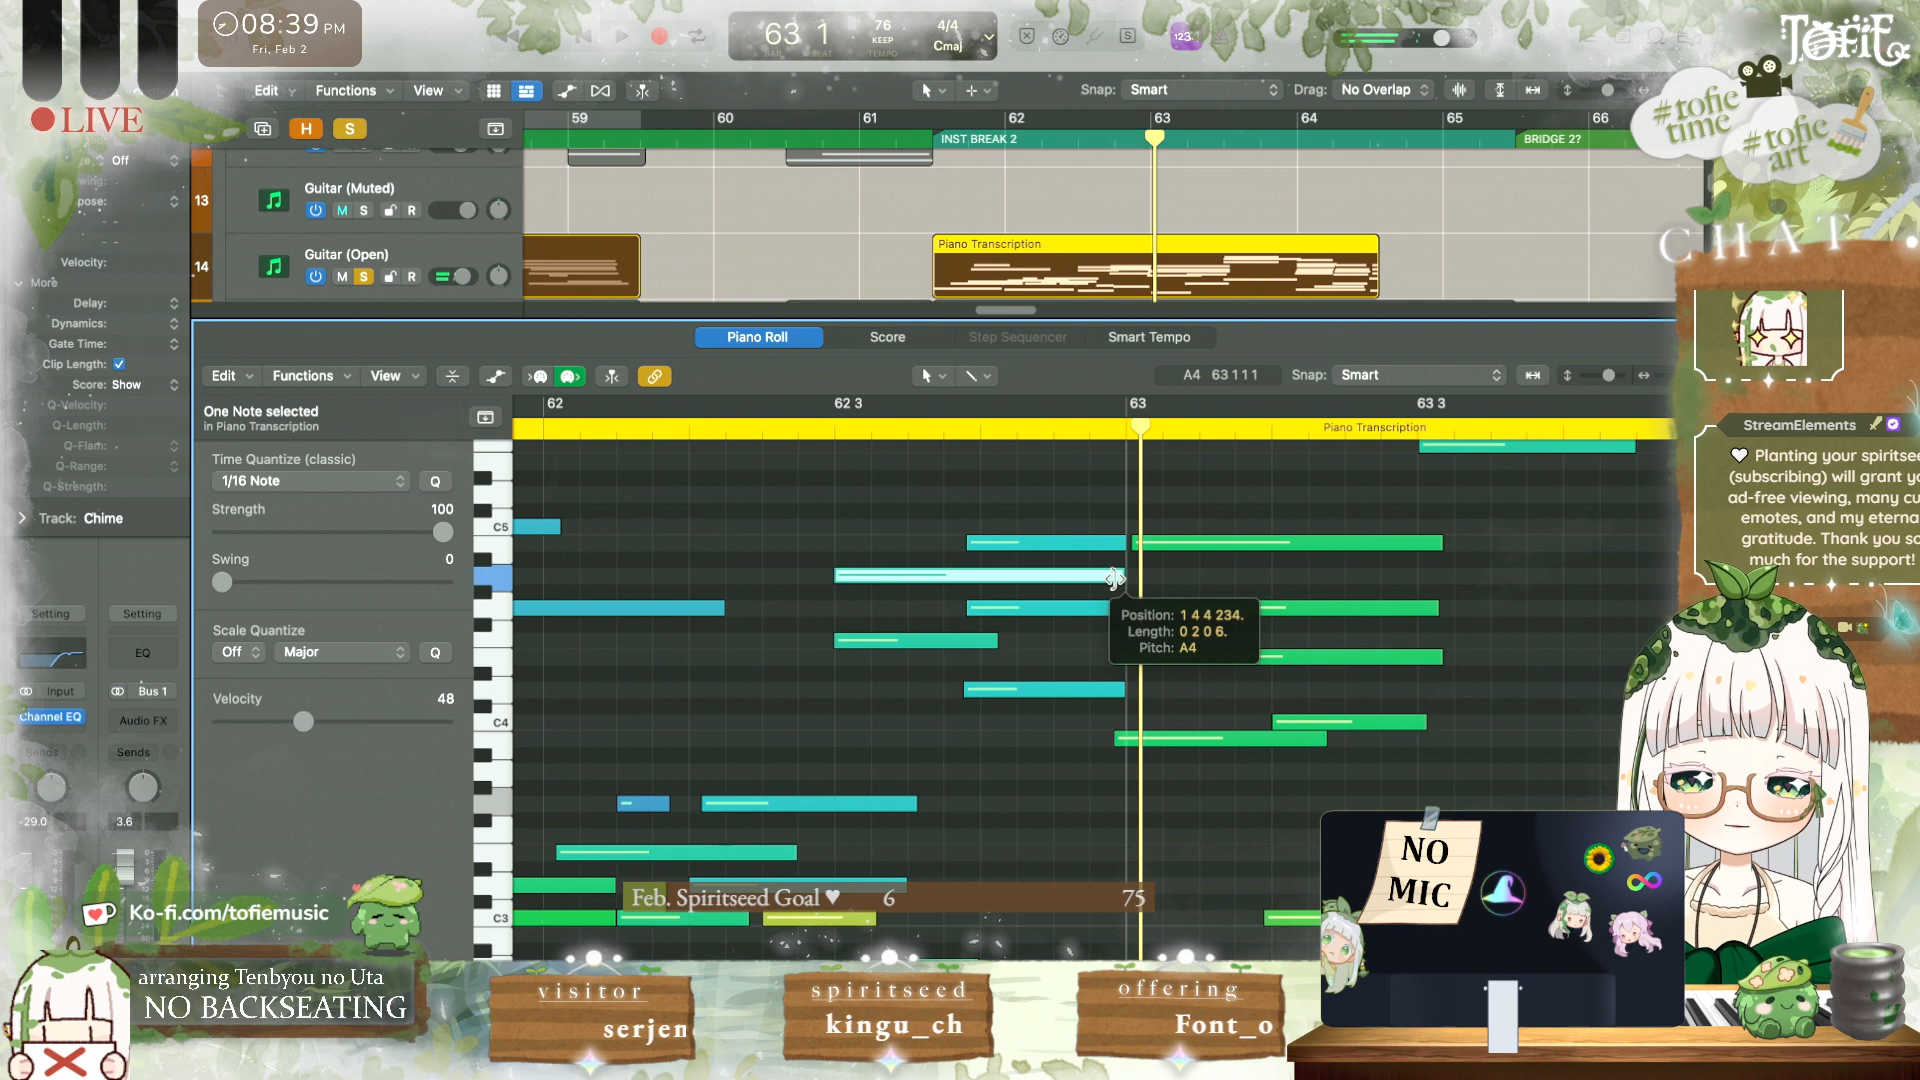 08:39 PM
Fri, Feb 2
LIVE
63 1
BAR BEAT
76
KEEP
TEMPO
4/4
Cmaj
S
1234
Tofie
#tofie time
#tofie art
Edit Functions View
Snap: Smart
Drag: No Overlap
H S
59 60 61 62 63 64 65 66
INST BREAK 2
BRIDGE 2?
Off
Velocity:
More
Delay:
Dynamics:
Gate Time:
Clip Length:
Score: Show
Q-Velocity:
Q-Length:
Q-Flam:
Q-Range:
Q-Strength:
Track: Chime
13
Guitar (Muted)
M S R
14
Guitar (Open)
M S R
Piano Transcription
CHAT
Piano Roll Score Step Sequencer Smart Tempo
Edit Functions View
A4 63 1 1 1
Snap: Smart
One Note selected
in Piano Transcription
62 62 3 63 63 3
Piano Transcription
Time Quantize (classic)
1/16 Note Q
Strength 100
Swing 0
Scale Quantize
Off Major Q
Velocity 48
C5
C4
C3
Position: 1 4 4 234.
Length: 0 2 0 6.
Pitch: A4
StreamElements
Planting your spiritsee
(subscribing) will grant yo
ad-free viewing, many cu
emotes, and my eterna
gratitude. Thank you so
much for the support!
Setting Setting
EQ
Input Bus 1
Channel EQ Audio FX
Sends Sends
-29.0 3.6
Ko-fi.com/tofiemusic
Feb. Spiritseed Goal ♥ 6 75
arranging Tenbyou no Uta
NO BACKSEATING
visitor
serjen
spiritseed
kingu_ch
offering
Font_o
NO
MIC